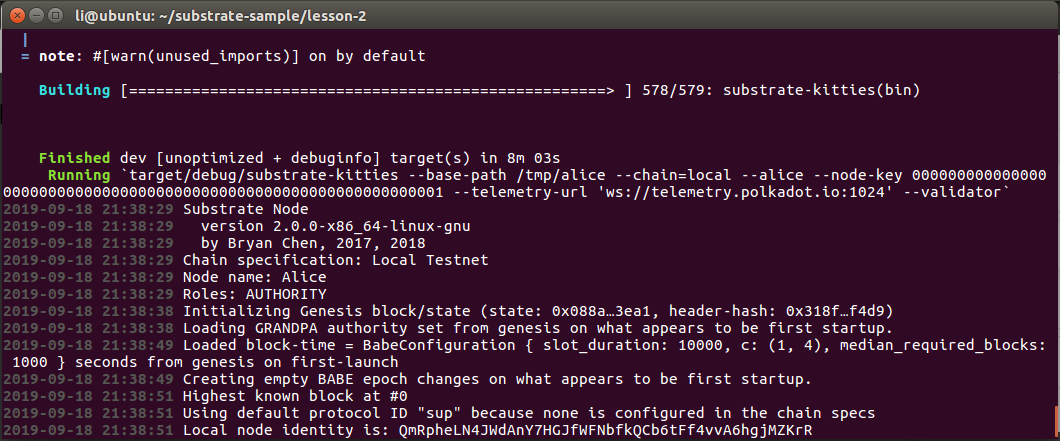 li@ubuntu: ~/substrate-sample/lesson-2
|
= note: #[warn(unused_imports)] on by default
Building [=====================================================> ] 578/579: substrate-kitties(bin)
Finished dev [unoptimized + debuginfo] target(s) in 8m 03s
Running `target/debug/substrate-kitties --base-path /tmp/alice --chain=local --alice --node-key 000000000000000
0000000000000000000000000000000000000000000000001 --telemetry-url 'ws://telemetry.polkadot.io:1024' --validator`
2019-09-18 21:38:29 Substrate Node
2019-09-18 21:38:29   version 2.0.0-x86_64-linux-gnu
2019-09-18 21:38:29   by Bryan Chen, 2017, 2018
2019-09-18 21:38:29 Chain specification: Local Testnet
2019-09-18 21:38:29 Node name: Alice
2019-09-18 21:38:29 Roles: AUTHORITY
2019-09-18 21:38:38 Initializing Genesis block/state (state: 0x088a…3ea1, header-hash: 0x318f…f4d9)
2019-09-18 21:38:38 Loading GRANDPA authority set from genesis on what appears to be first startup.
2019-09-18 21:38:49 Loaded block-time = BabeConfiguration { slot_duration: 10000, c: (1, 4), median_required_blocks:
1000 } seconds from genesis on first-launch
2019-09-18 21:38:49 Creating empty BABE epoch changes on what appears to be first startup.
2019-09-18 21:38:51 Highest known block at #0
2019-09-18 21:38:51 Using default protocol ID "sup" because none is configured in the chain specs
2019-09-18 21:38:51 Local node identity is: QmRpheLN4JWdAnY7HGJfWFNbfkQCb6tFf4vvA6hgjMZKrR